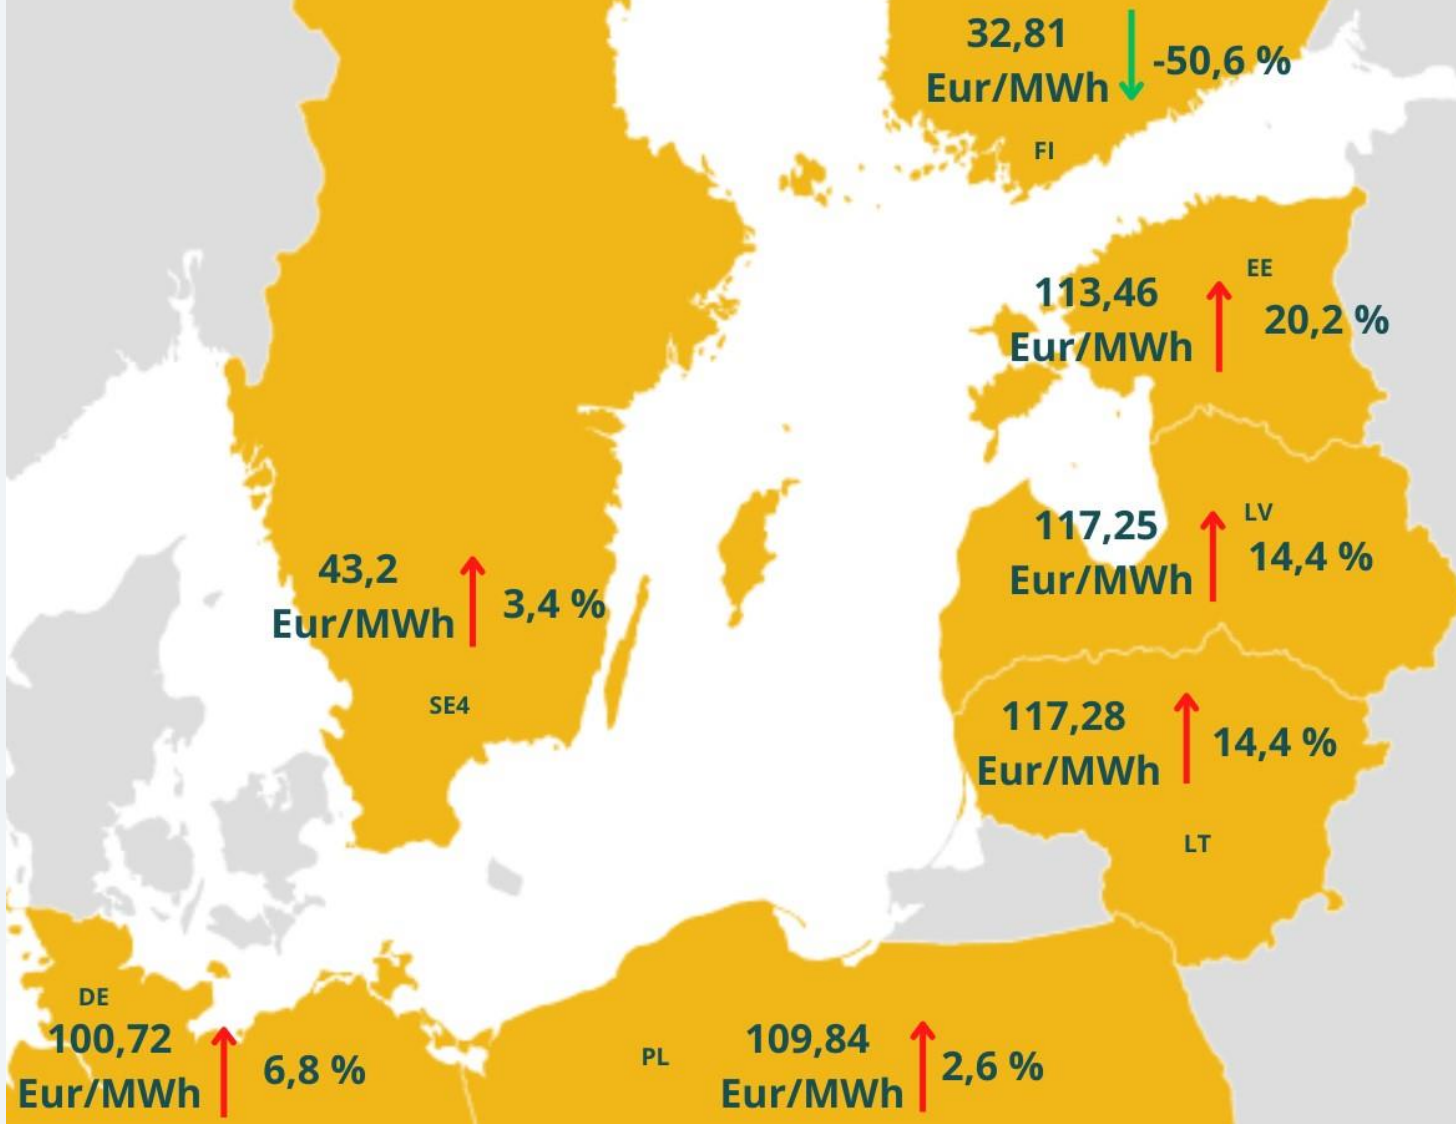 32,81
Eur/MWh
-50,6 %
FI
EE
113,46
Eur/MWh
20,2 %
LV
117,25
Eur/MWh
14,4 %
43,2
Eur/MWh
3,4 %
SE4
117,28
Eur/MWh
14,4 %
LT
DE
100,72
Eur/MWh
6,8 %
PL
109,84
Eur/MWh
2,6 %